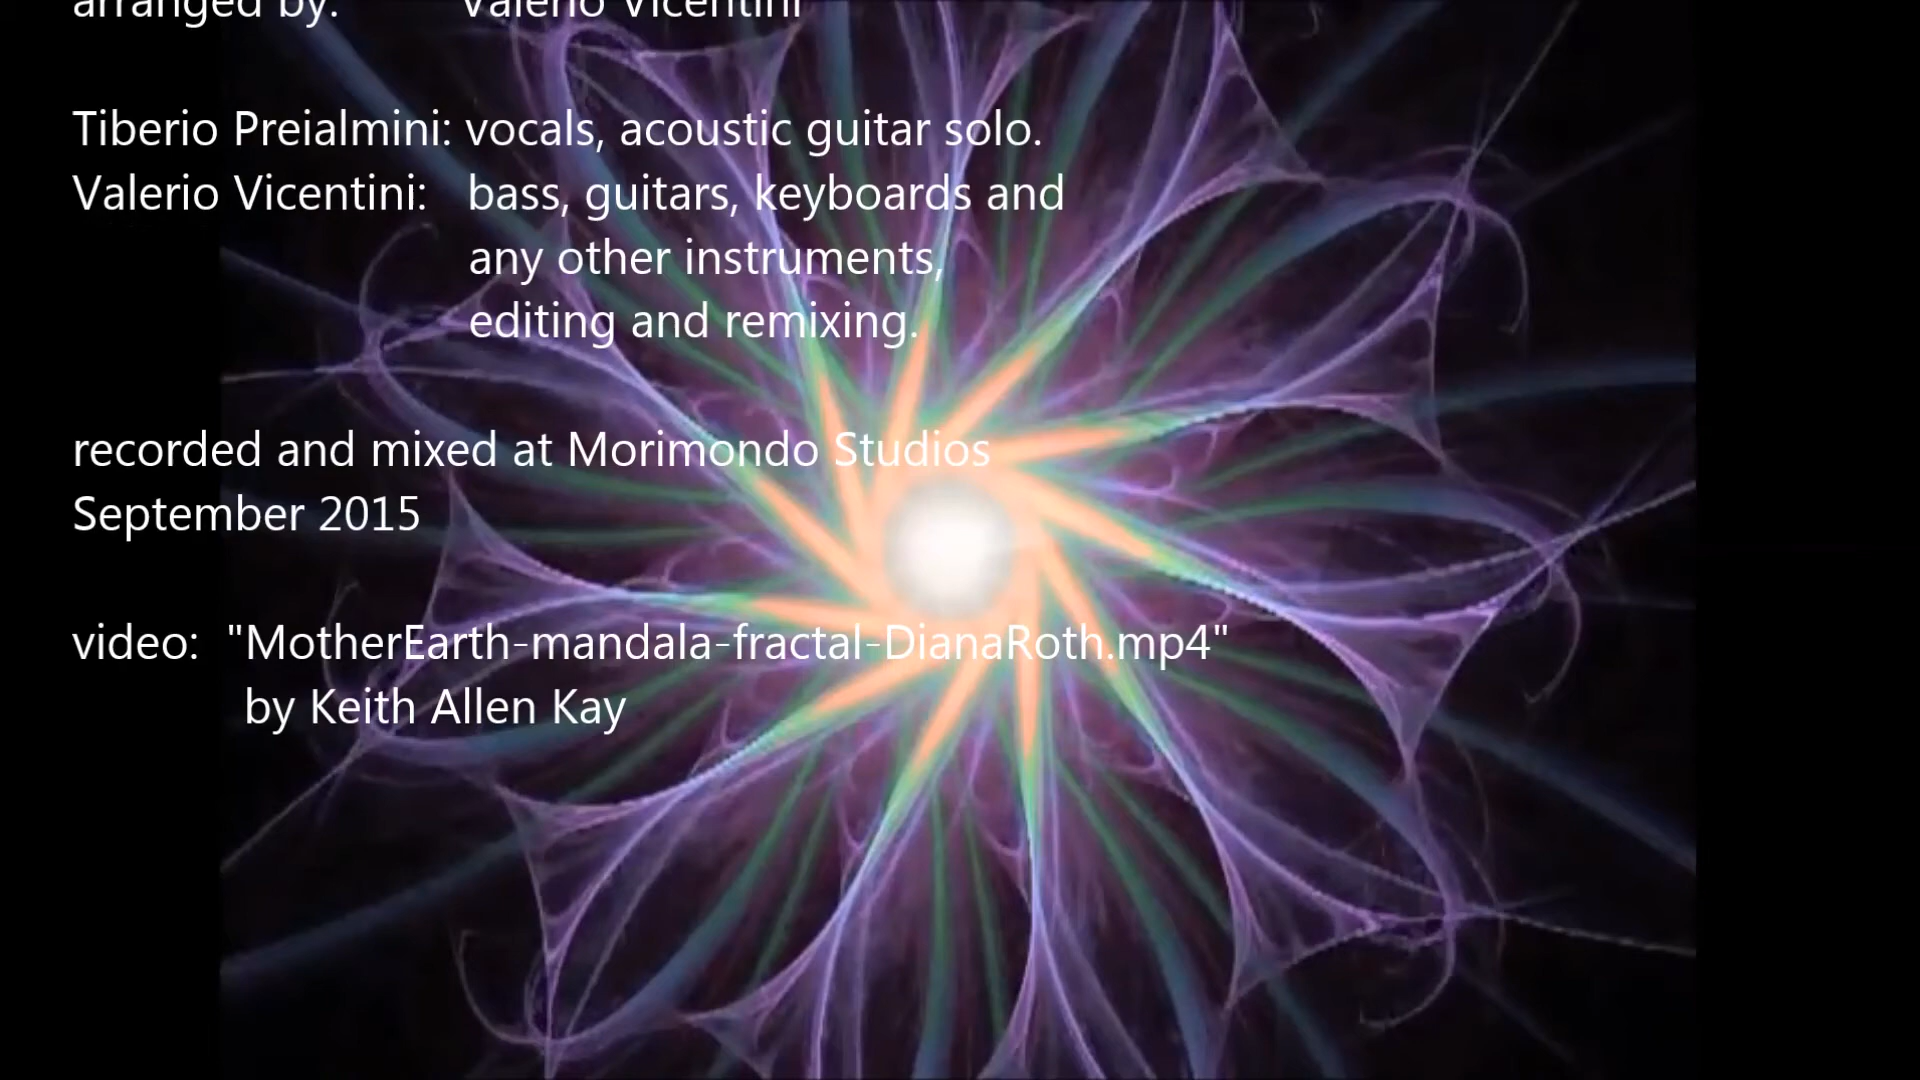 arranged by: Valerio Vicentini
Tiberio Preialmini: vocals, acoustic guitar solo.
Valerio Vicentini: bass, guitars, keyboards and
any other instruments,
editing and remixing.
recorded and mixed at Morimondo Studios
September 2015
video: "MotherEarth-mandala-fractal-DianaRoth.mp4"
by Keith Allen Kay